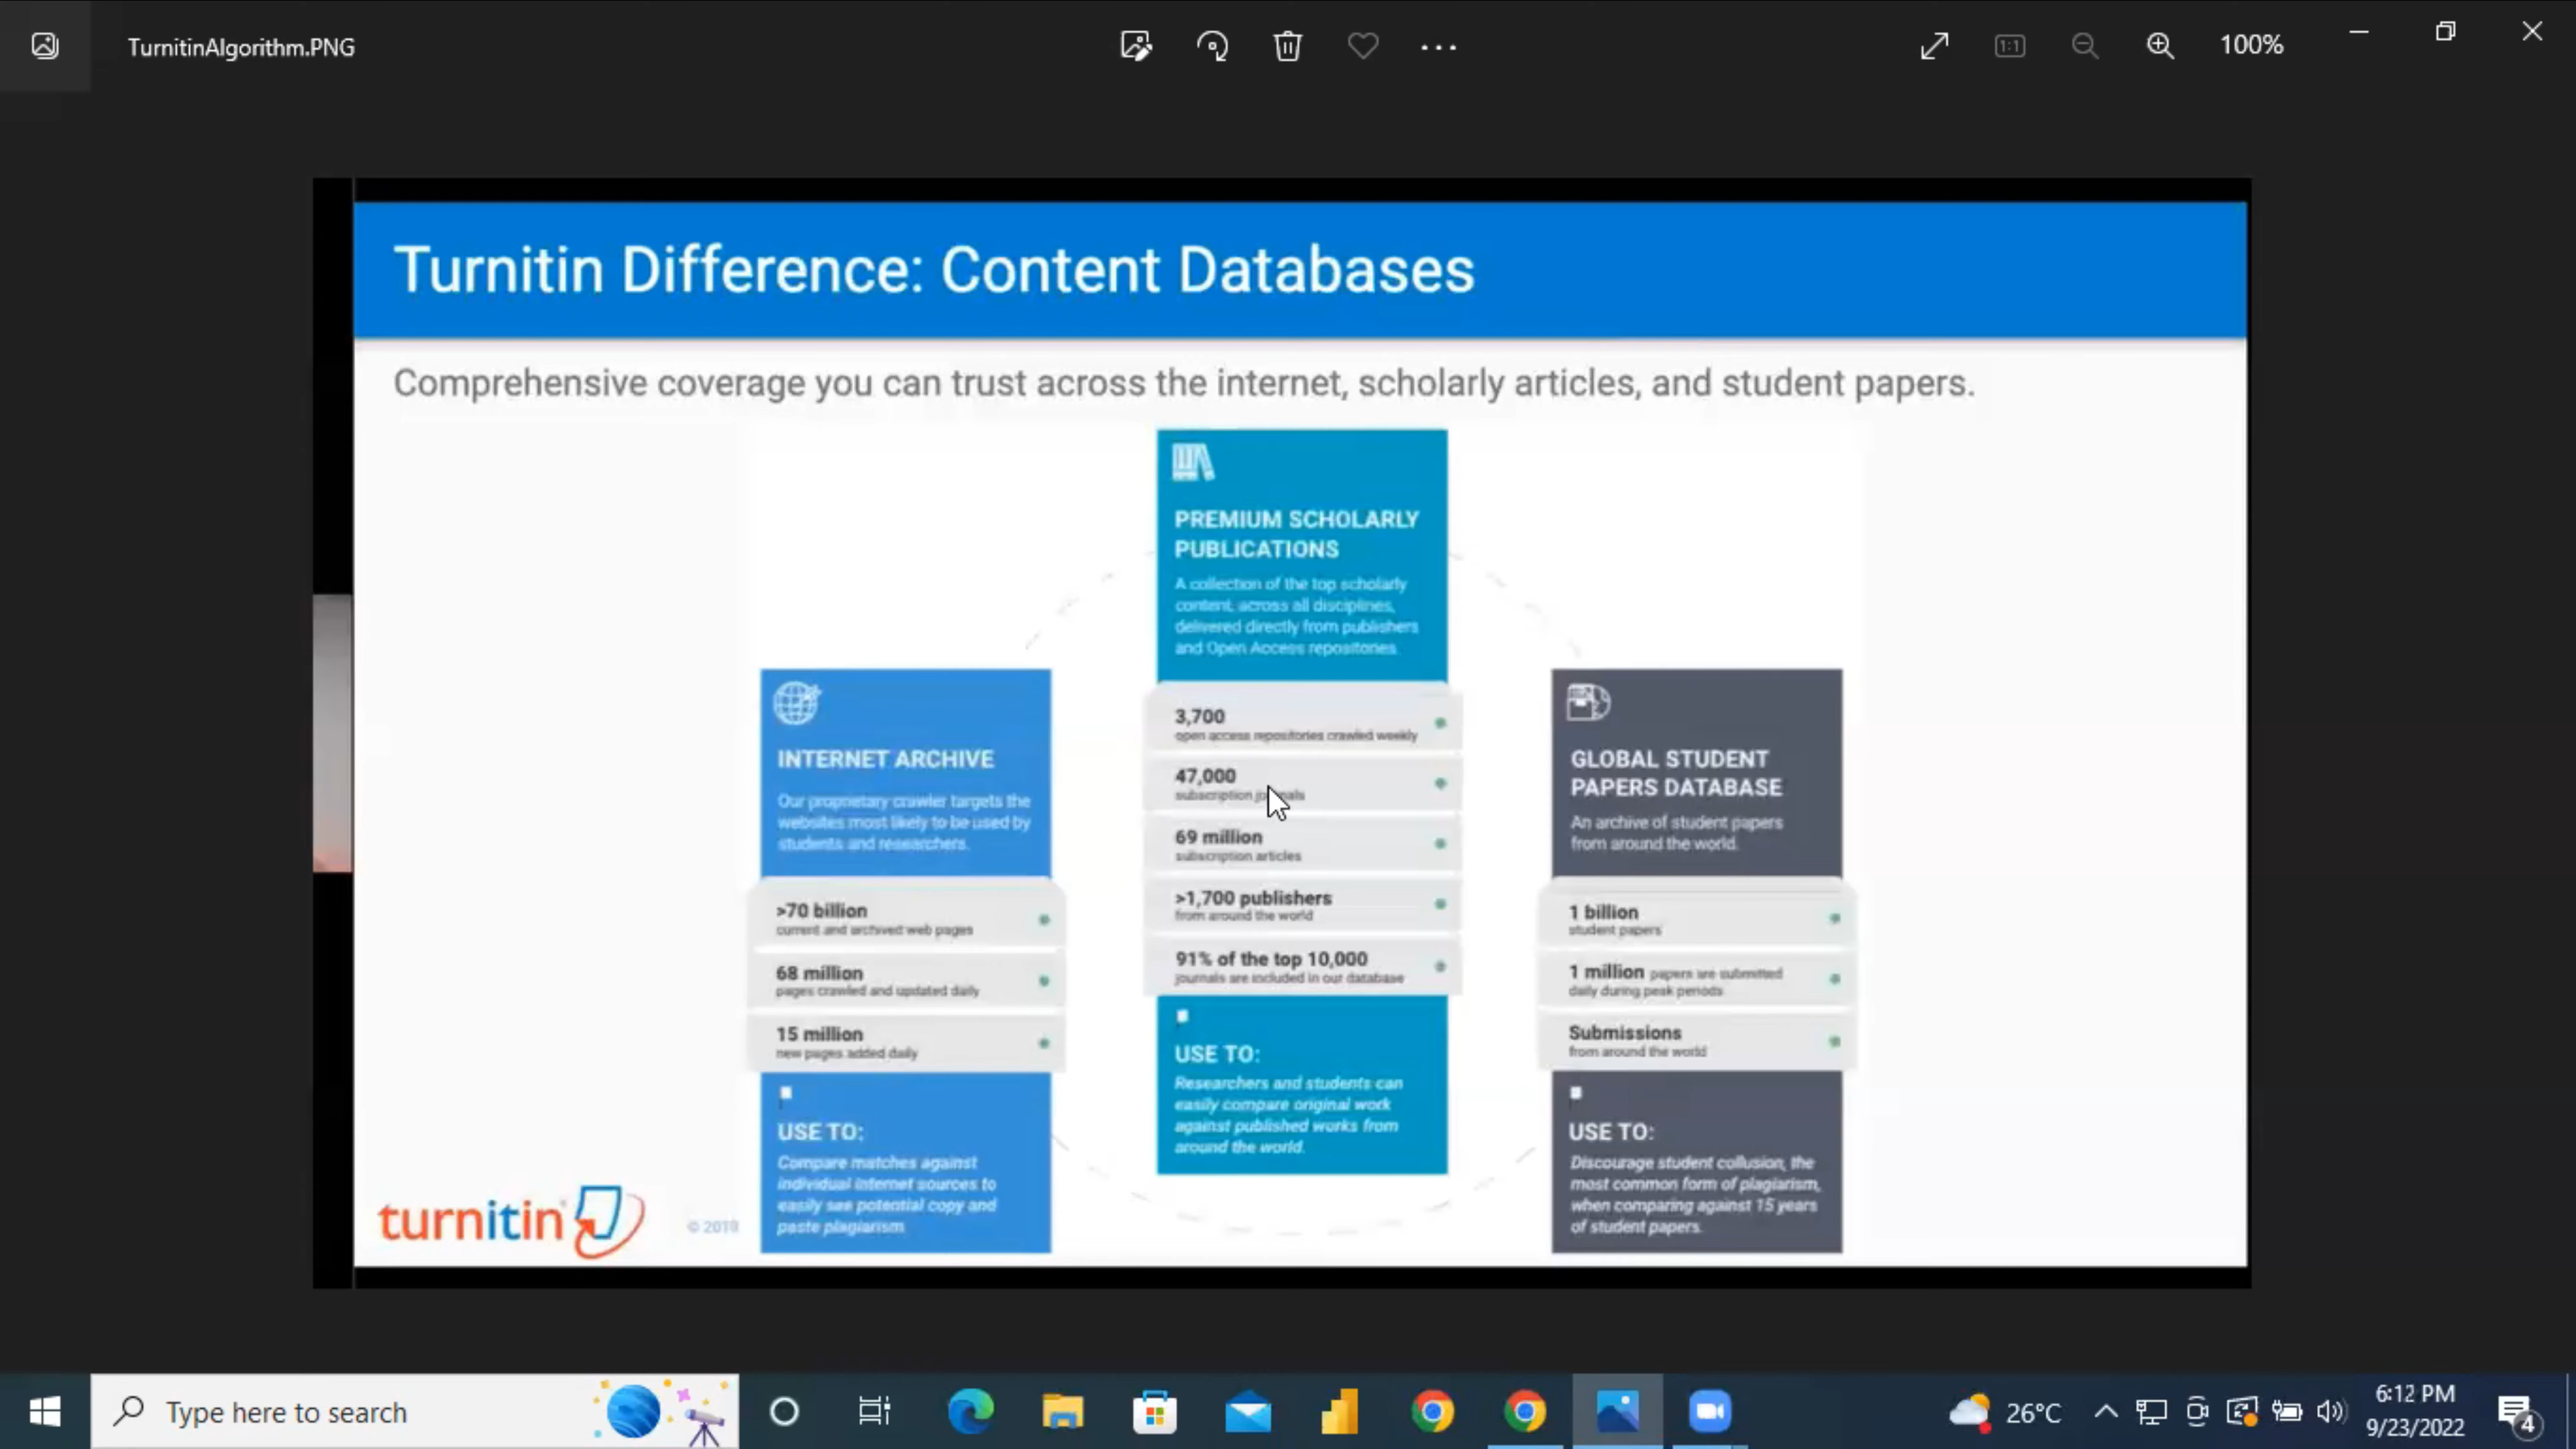 TurnitinAlgorithm.PNG
100%
Turnitin Difference: Content Databases
Comprehensive coverage you can trust across the internet, scholarly articles, and student papers.
PREMIUM SCHOLARLY
PUBLICATIONS
A collection of the top scholarly
content, across all disciplines,
delivered directly from publishers
and Open Access repositories.
3,700
open access repositories crawled weekly
47,000
subscription journals
69 million
subscription articles
>1,700 publishers
from around the world
91% of the top 10,000
journals are included in our database
USE TO:
Researchers and students can
easily compare original work
against published works from
around the world.
INTERNET ARCHIVE
Our proprietary crawler targets the
websites most likely to be used by
students and researchers.
>70 billion
current and archived web pages
68 million
pages crawled and updated daily
15 million
new pages added daily
USE TO:
Compare matches against
individual internet sources to
easily see potential copy and
paste plagiarism.
GLOBAL STUDENT
PAPERS DATABASE
An archive of student papers
from around the world.
1 billion
student papers
1 million papers are submitted
daily during peak periods
Submissions
from around the world
USE TO:
Discourage student collusion, the
most common form of plagiarism,
when comparing against 15 years
of student papers.
turnitin
©
Type here to search
26°C
6:12 PM
9/23/2022
4